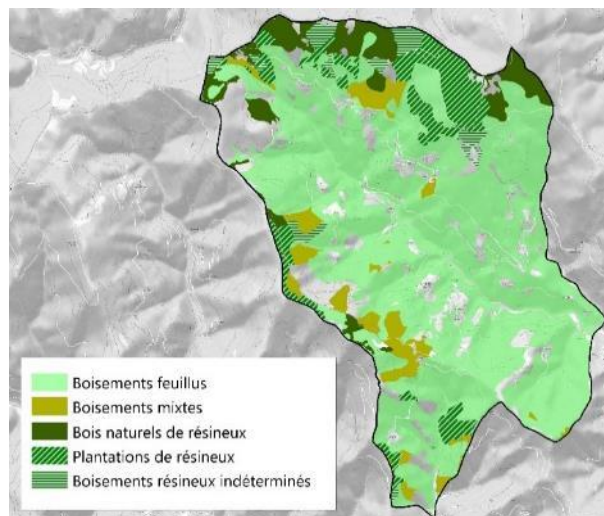 Boisements feuillus
Boisements mixtes
Bois naturels de résineux
Plantations de résineux
Boisements résineux indéterminés